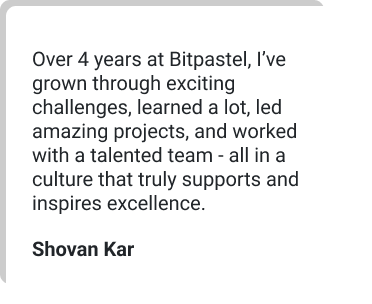 Over 4 years at Bitpastel, I’ve
grown through exciting
challenges, learned a lot, led
amazing projects, and worked
with a talented team - all in a
culture that truly supports and
inspires excellence.
Shovan Kar